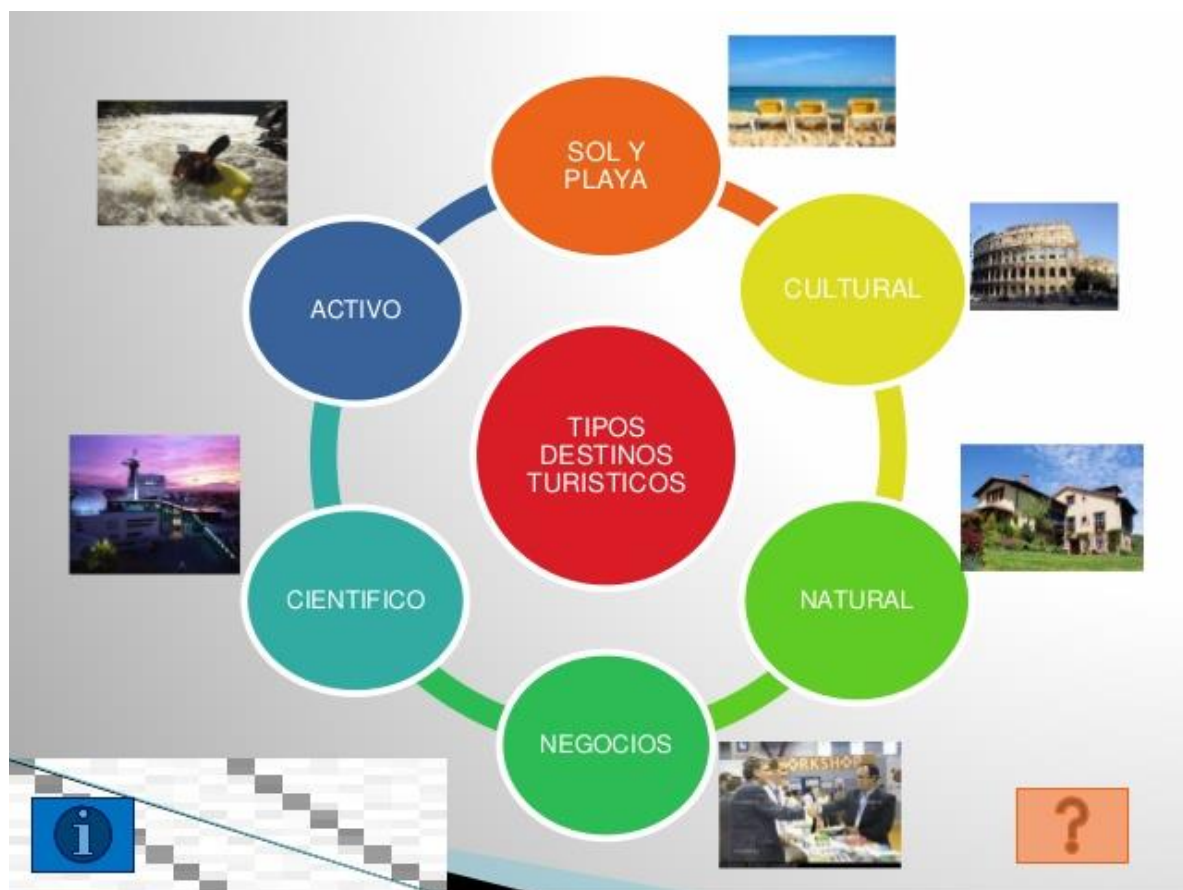 SOL Y
PLAYA
CULTURAL
ACTIVO
TIPOS
DESTINOS
TURISTICOS
CIENTIFICO
NATURAL
NEGOCIOS
WORKSHOP
i
?